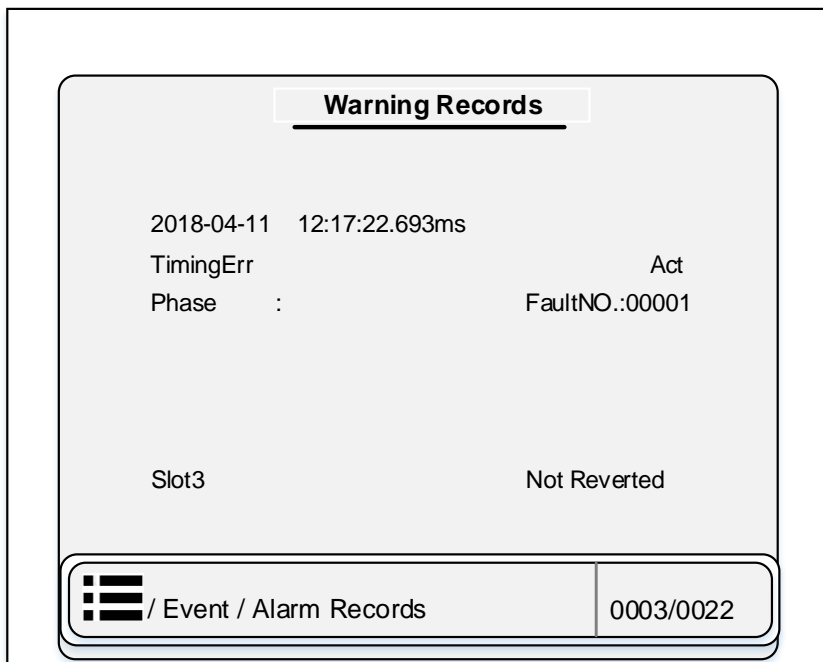 Warning Records
2018-04-11 12:17:22.693ms
TimingErr Act
Phase : FaultNO.:00001
Slot3 Not Reverted
/ Event / Alarm Records 0003/0022